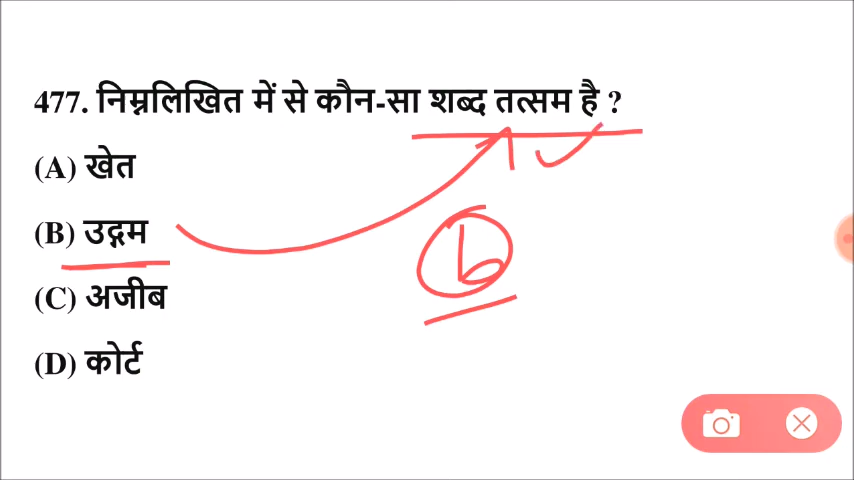 477. निम्नलिखित में से कौन-सा शब्द तत्सम है ?
(A) खेत
(B) उद्गम
b
(C) अजीब
(D) कोर्ट